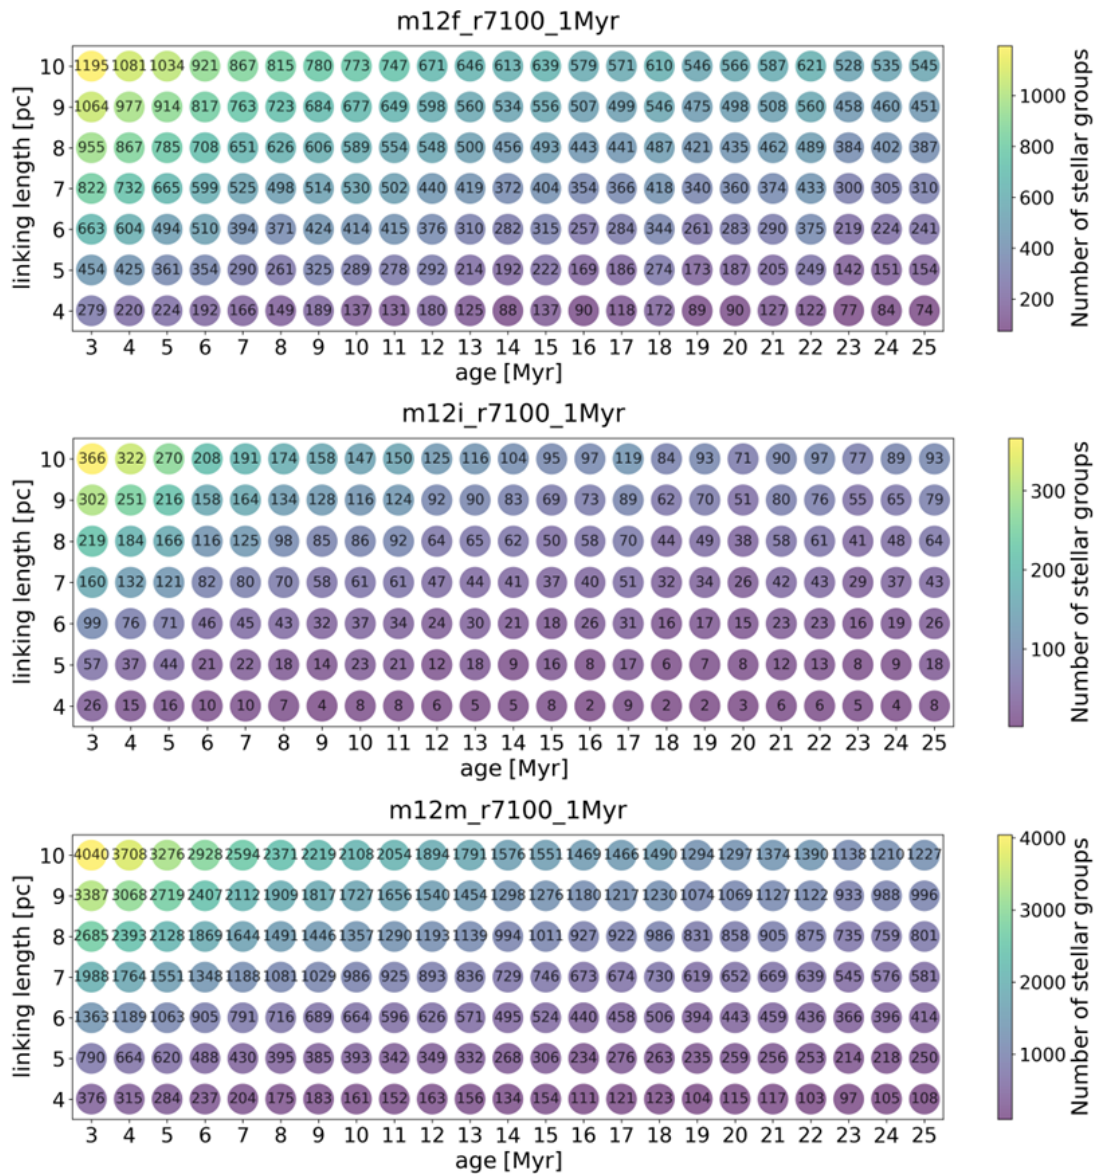 m12f_r7100_1Myr
10 1195 1081 1034 921 867 815 780 773 747 671 646 613 639 579 571 610 546 566 587 621 528 535 545
9 1064 977 914 817 763 723 684 677 649 598 560 534 556 507 499 546 475 498 508 560 458 460 451
8 955 867 785 708 651 626 606 589 554 548 500 456 493 443 441 487 421 435 462 489 384 402 387
7 822 732 665 599 525 498 514 530 502 440 419 372 404 354 366 418 340 360 374 433 300 305 310
6 663 604 494 510 394 371 424 414 415 376 310 282 315 257 284 344 261 283 290 375 219 224 241
5 454 425 361 354 290 261 325 289 278 292 214 192 222 169 186 274 173 187 205 249 142 151 154
4 279 220 224 192 166 149 189 137 131 180 125 88 137 90 118 172 89 90 127 122 77 84 74
3 4 5 6 7 8 9 10 11 12 13 14 15 16 17 18 19 20 21 22 23 24 25
age [Myr]
linking length [pc]
1000
800
600
400
200
Number of stellar groups
m12i_r7100_1Myr
10 366 322 270 208 191 174 158 147 150 125 116 104 95 97 119 84 93 71 90 97 77 89 93
9 302 251 216 158 164 134 128 116 124 92 90 83 69 73 89 62 70 51 80 76 55 65 79
8 219 184 166 116 125 98 85 86 92 64 65 62 50 58 70 44 49 38 58 61 41 48 64
7 160 132 121 82 80 70 58 61 61 47 44 41 37 40 51 32 34 26 42 43 29 37 43
6 99 76 71 46 45 43 32 37 34 24 30 21 18 26 31 16 17 15 23 23 16 19 26
5 57 37 44 21 22 18 14 23 21 12 18 9 16 8 17 6 7 8 12 13 8 9 18
4 26 15 16 10 10 7 4 8 8 6 5 5 8 2 9 2 2 3 6 6 5 4 8
3 4 5 6 7 8 9 10 11 12 13 14 15 16 17 18 19 20 21 22 23 24 25
age [Myr]
linking length [pc]
300
200
100
Number of stellar groups
m12m_r7100_1Myr
10 4040 3708 3276 2928 2594 2371 2219 2108 2054 1894 1791 1576 1551 1469 1466 1490 1294 1297 1374 1390 1138 1210 1227
9 3387 3068 2719 2407 2112 1909 1817 1727 1656 1540 1454 1298 1276 1180 1217 1230 1074 1069 1127 1122 933 988 996
8 2685 2393 2128 1869 1644 1491 1446 1357 1290 1193 1139 994 1011 927 922 986 831 858 905 875 735 759 801
7 1988 1764 1551 1348 1188 1081 1029 986 925 893 836 729 746 673 674 730 619 652 669 639 545 576 581
6 1363 1189 1063 905 791 716 689 664 596 626 571 495 524 440 458 506 394 443 459 436 366 396 414
5 790 664 620 488 430 395 385 393 342 349 332 268 306 234 276 263 235 259 256 253 214 218 250
4 376 315 284 237 204 175 183 161 152 163 156 134 154 111 121 123 104 115 117 103 97 105 108
3 4 5 6 7 8 9 10 11 12 13 14 15 16 17 18 19 20 21 22 23 24 25
age [Myr]
linking length [pc]
4000
3000
2000
1000
Number of stellar groups